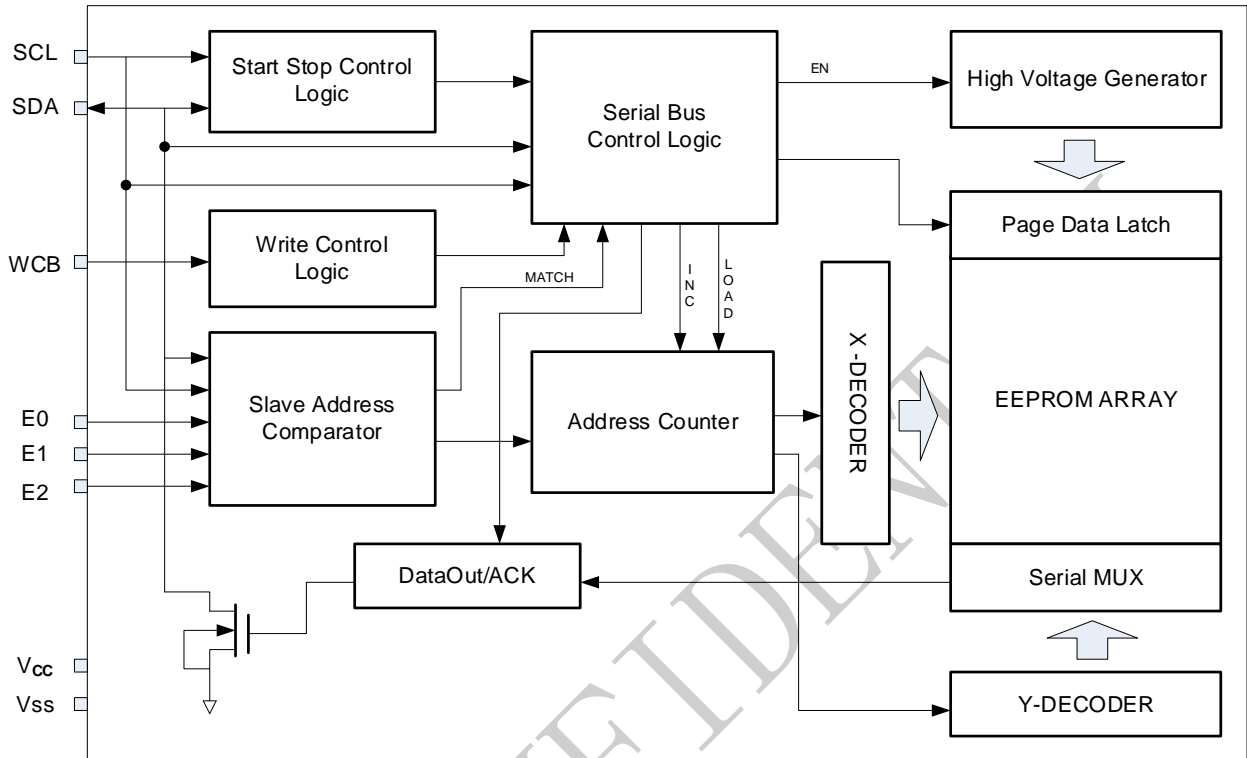 SCL
SDA
WCB
E0
E1
E2
Vcc
Vss
Start Stop Control
Logic
Serial Bus
Control Logic
EN
High Voltage Generator
Write Control
Logic
MATCH
INC
LOAD
Page Data Latch
Slave Address
Comparator
Address Counter
X-DECODER
EEPROM ARRAY
DataOut/ACK
Serial MUX
Y-DECODER